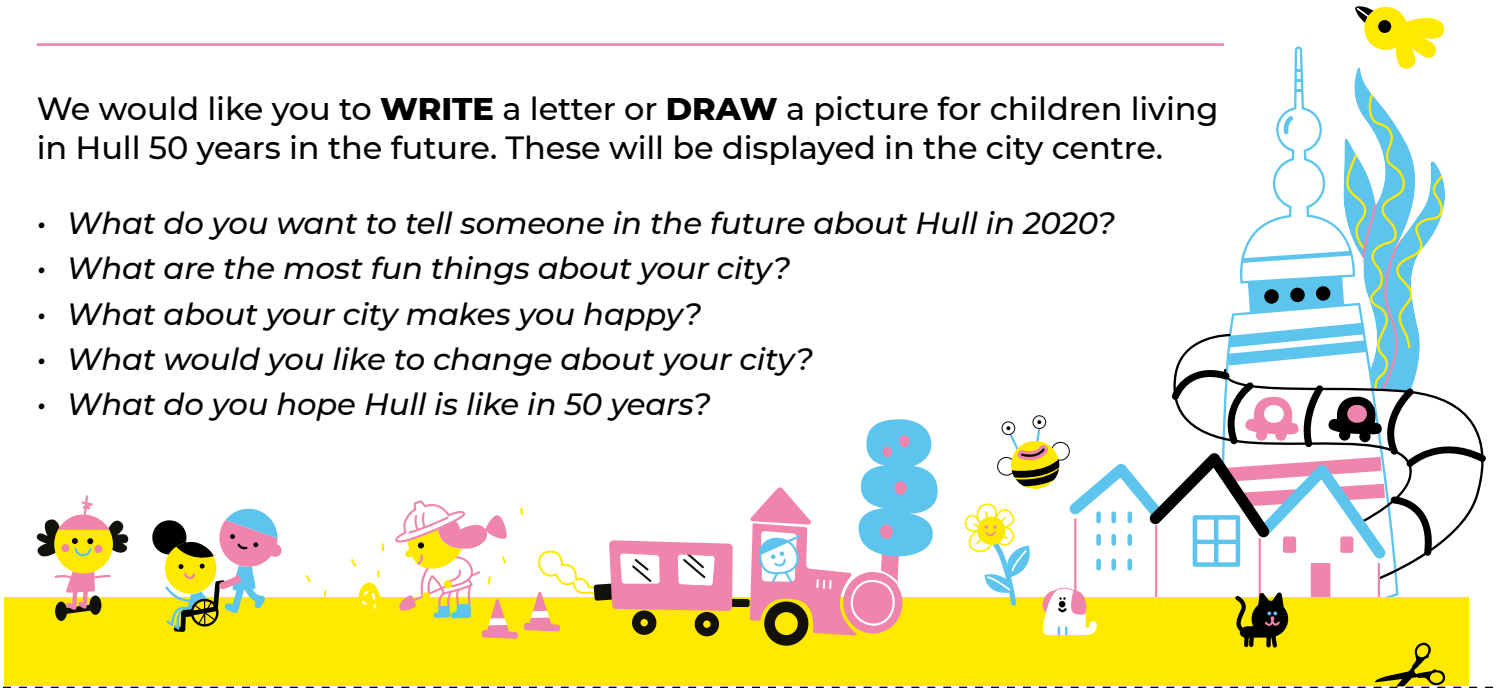 We would like you to WRITE a letter or DRAW a picture for children living
in Hull 50 years in the future. These will be displayed in the city centre.
• What do you want to tell someone in the future about Hull in 2020?
• What are the most fun things about your city?
• What about your city makes you happy?
• What would you like to change about your city?
• What do you hope Hull is like in 50 years?